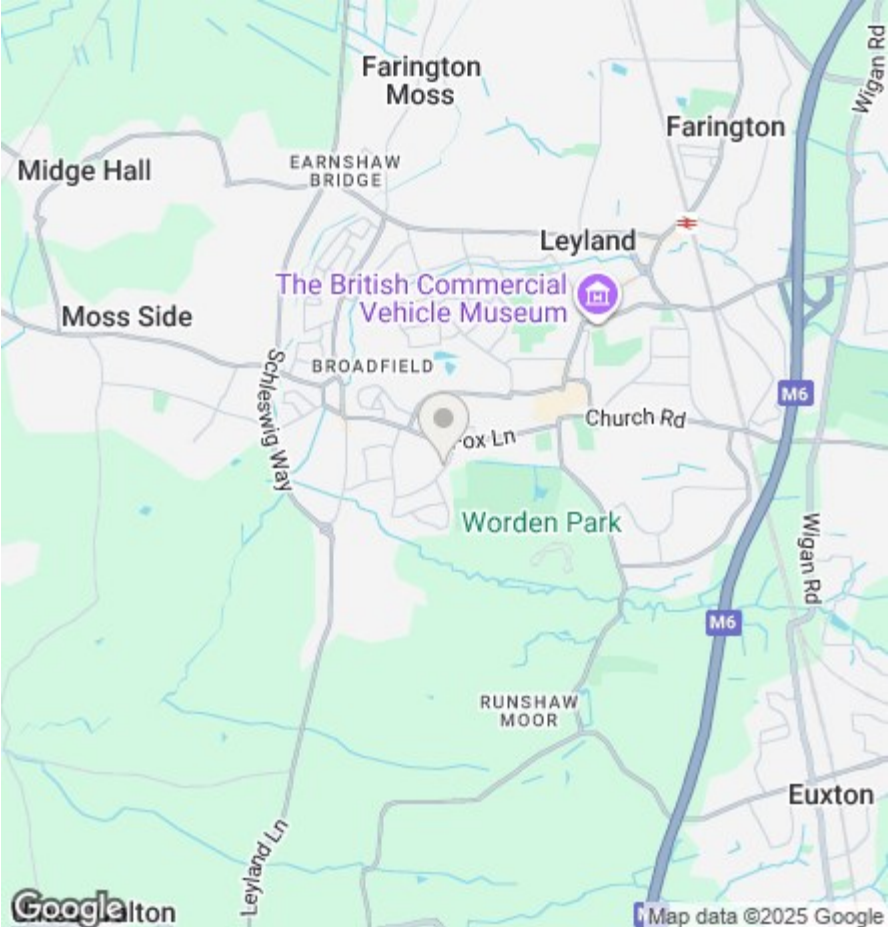 Farington
Moss
Wigan Rd
Farington
Midge Hall
EARNSHAW
BRIDGE
Leyland
The British Commercial
Vehicle Museum
Moss Side
Schleswig Way
BROADFIELD
M6
Church Rd
Fox Ln
Worden Park
Wigan Rd
M6
RUNSHAW
MOOR
Euxton
Leyland Ln
Google
alton
Map data ©2025 Google